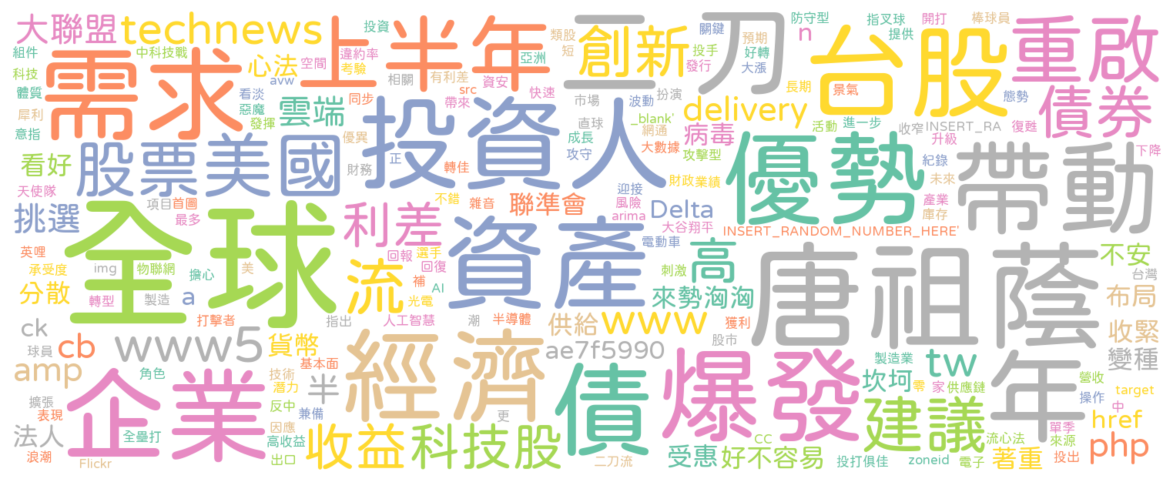 大聯盟 technews 需求 上半年 二刀 創新 台股 重啟
防守型 指叉球 開打 棒球員 提供 n
組件 中科技戰 心法 違約率 投資 類股 短 亞洲 關鍵 投手 發行 預期 好轉 大漲 長期 景氣 態勢
科技 體質 犀利 意指 看淡 惡魔 發揮 avw 空間 考驗 同步 優異 相關 有利差 src 帶來 資安 快速
雲端 投資人 市場 直球 成長 攻守 波動 扮演 _blank' 網通 大數據 delivery 病毒 攻擊型 活動 進一步 收窄 INSERT_RA 復甦 升級 債券
看好 股票 美國 財務 正 轉佳 不錯 雜音 財政 業績 迎接 風險 arima 優勢 帶動 紀錄 未來 產業 庫存 下降
天使隊 項目 首圈 最多 挑選 利差 聯準會 Delta 大谷翔平 電動車 INSERT_RANDOM_NUMBER_HERE'
英哩 承受度 img 物聯網 擔心 全球 回報 選手 回復 補 美 流 AI 光電 資產 刺激 高 來勢洶洶 唐祖蔭 不安 台灣
分散 轉型 製造 a 打擊者 指出 潮 人工智慧 半導體 供給 www 股市 獲利 布局
ck 球員 cb www5 貨幣 基本面 ae7f5990 製造業 tw 收緊 變種
amp 角色 技術 潛力 半 經濟 債 爆發 坎坷 零 家 供應鏈 年 營收 target 操作 中
擴張 表現 企業 反中 兼備 更 建議 href
法人 浪潮 全壘打 因應 高收益 出口 收益 科技股 受惠 cc 好不容易 投打俱佳 流心法 單季 來源 投出 php
Flickr 二刀流 zoneid 電子 著重